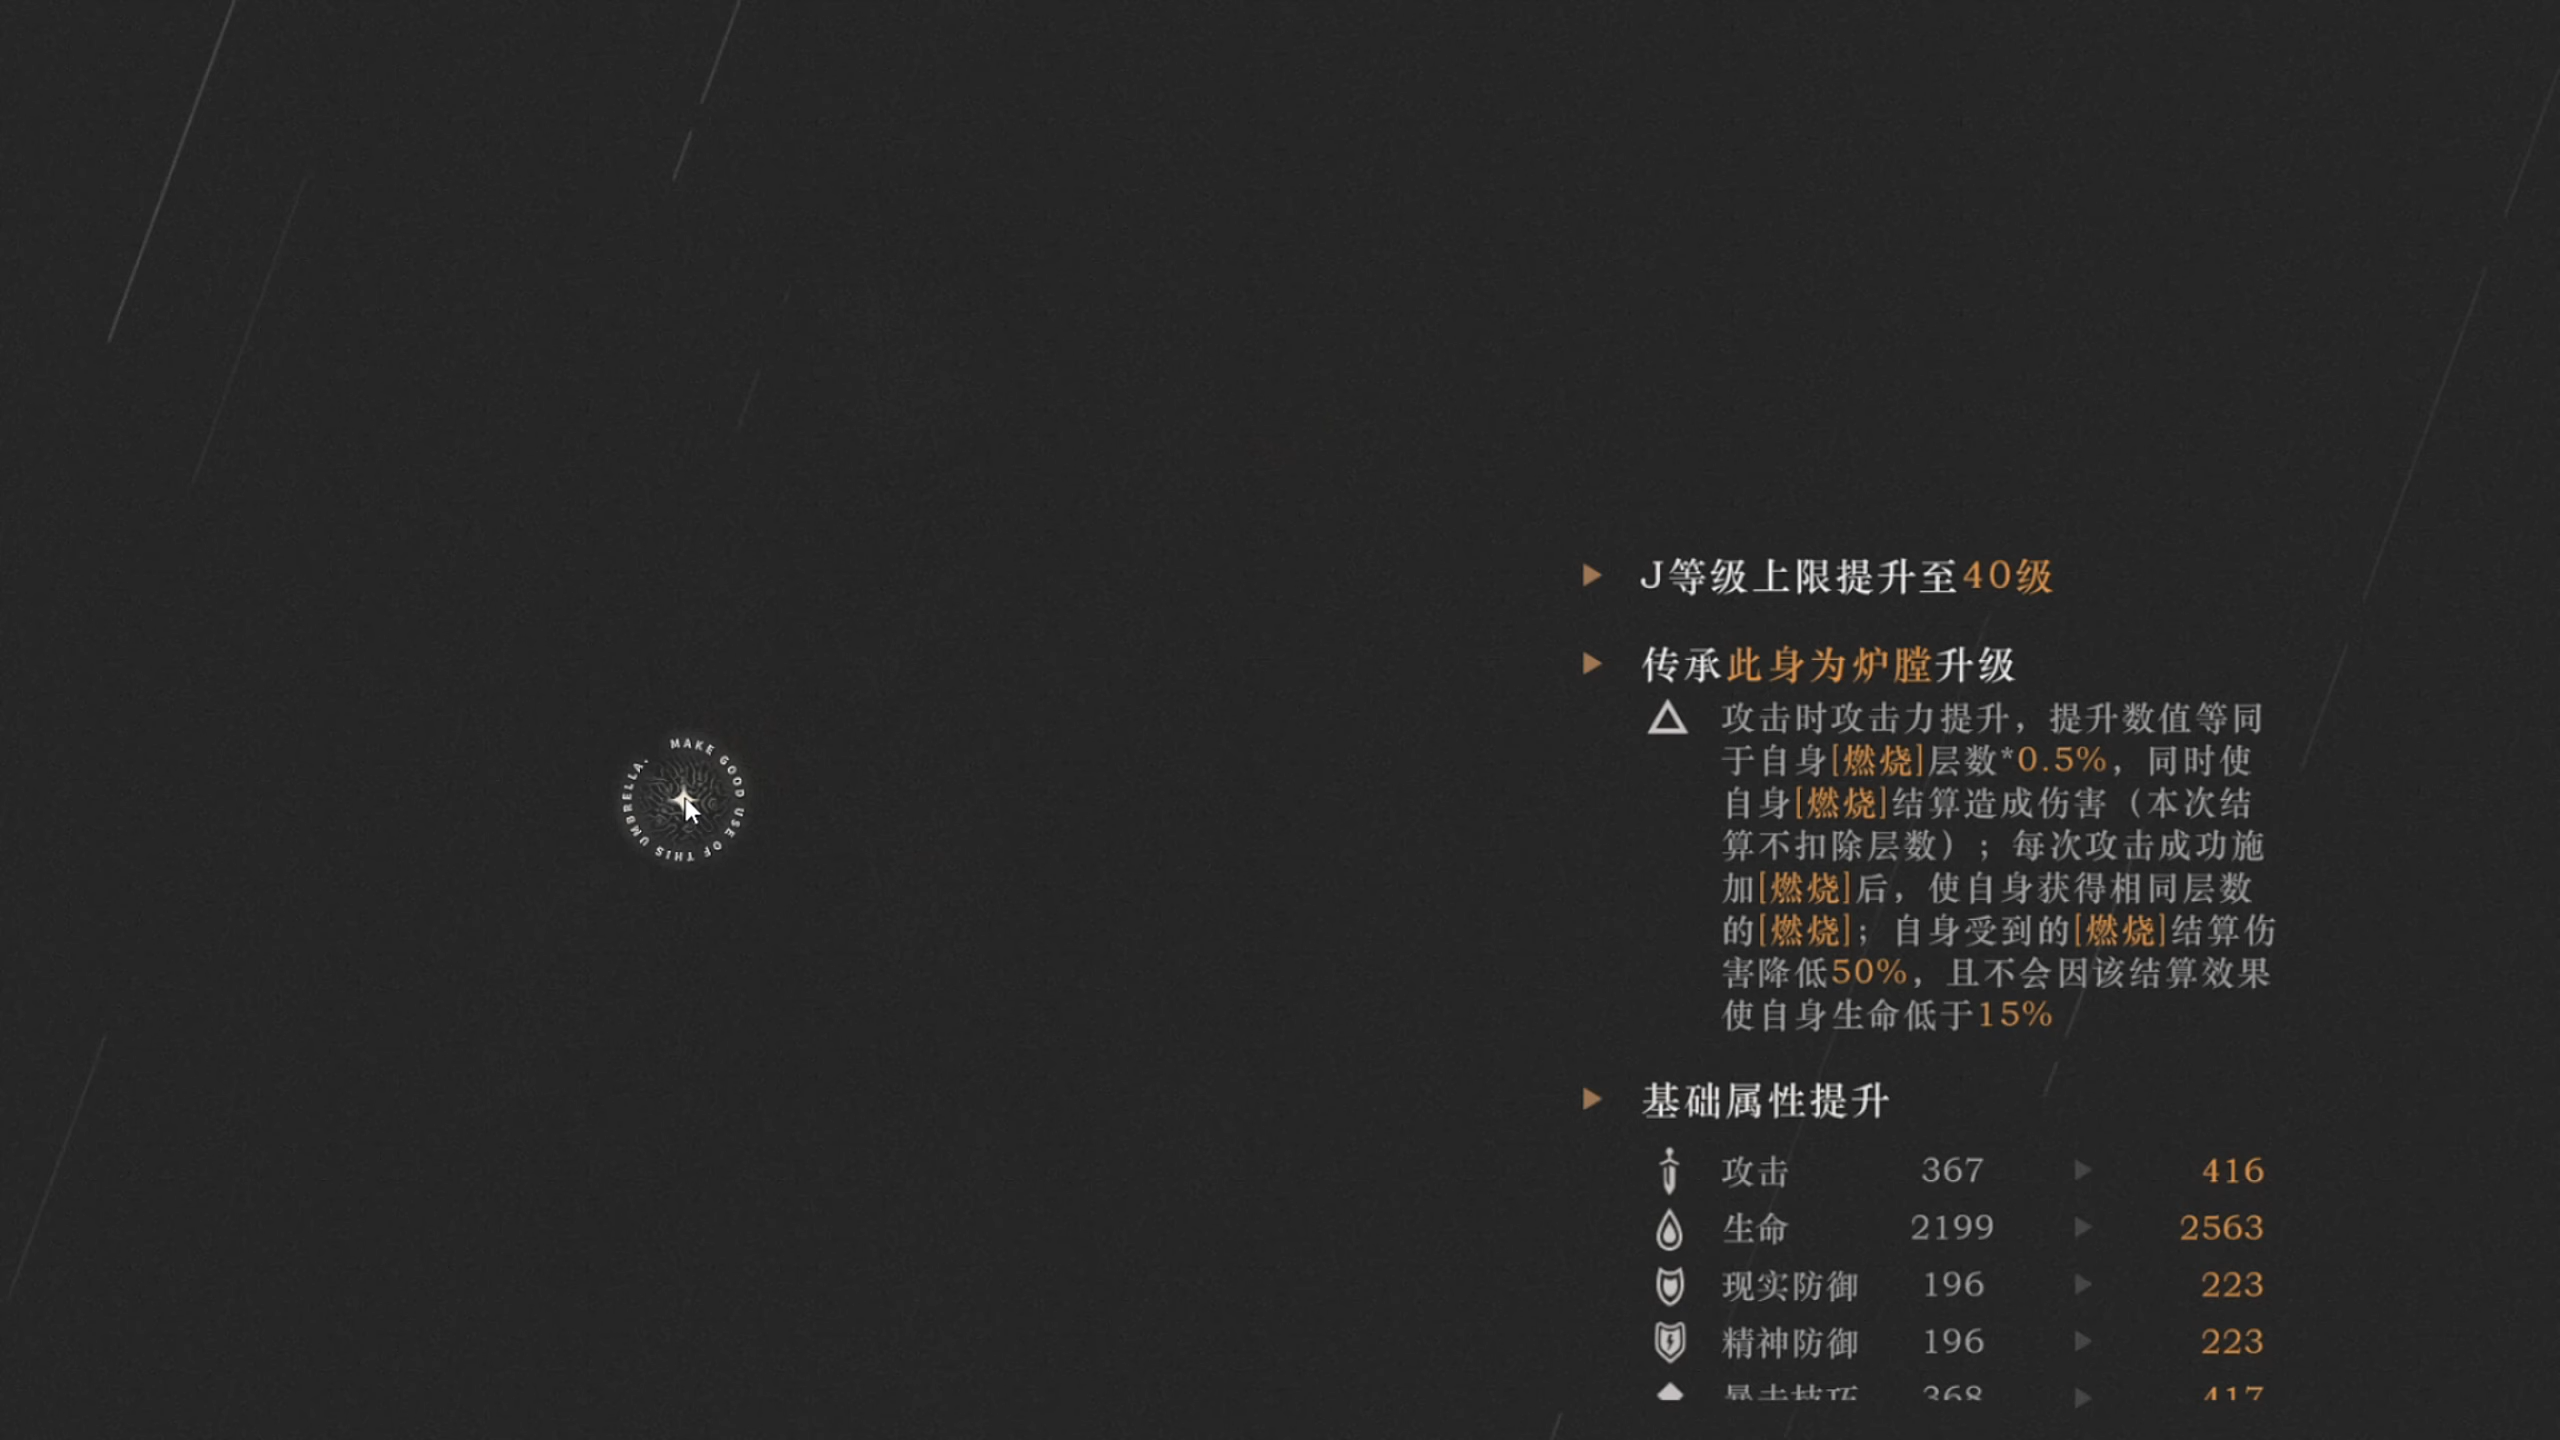 MAKE GOOD USE OF THIS UMBRELLA.
J等级上限提升至40级
传承此身为炉膛升级
攻击时攻击力提升，提升数值等同
于自身[燃烧]层数*0.5%，同时使
自身[燃烧]结算造成伤害（本次结
算不扣除层数）；每次攻击成功施
加[燃烧]后，使自身获得相同层数
的[燃烧]；自身受到的[燃烧]结算伤
害降低50%，且不会因该结算效果
使自身生命低于15%
基础属性提升
攻击 367 416
生命 2199 2563
现实防御 196 223
精神防御 196 223
暴击技巧 368 417